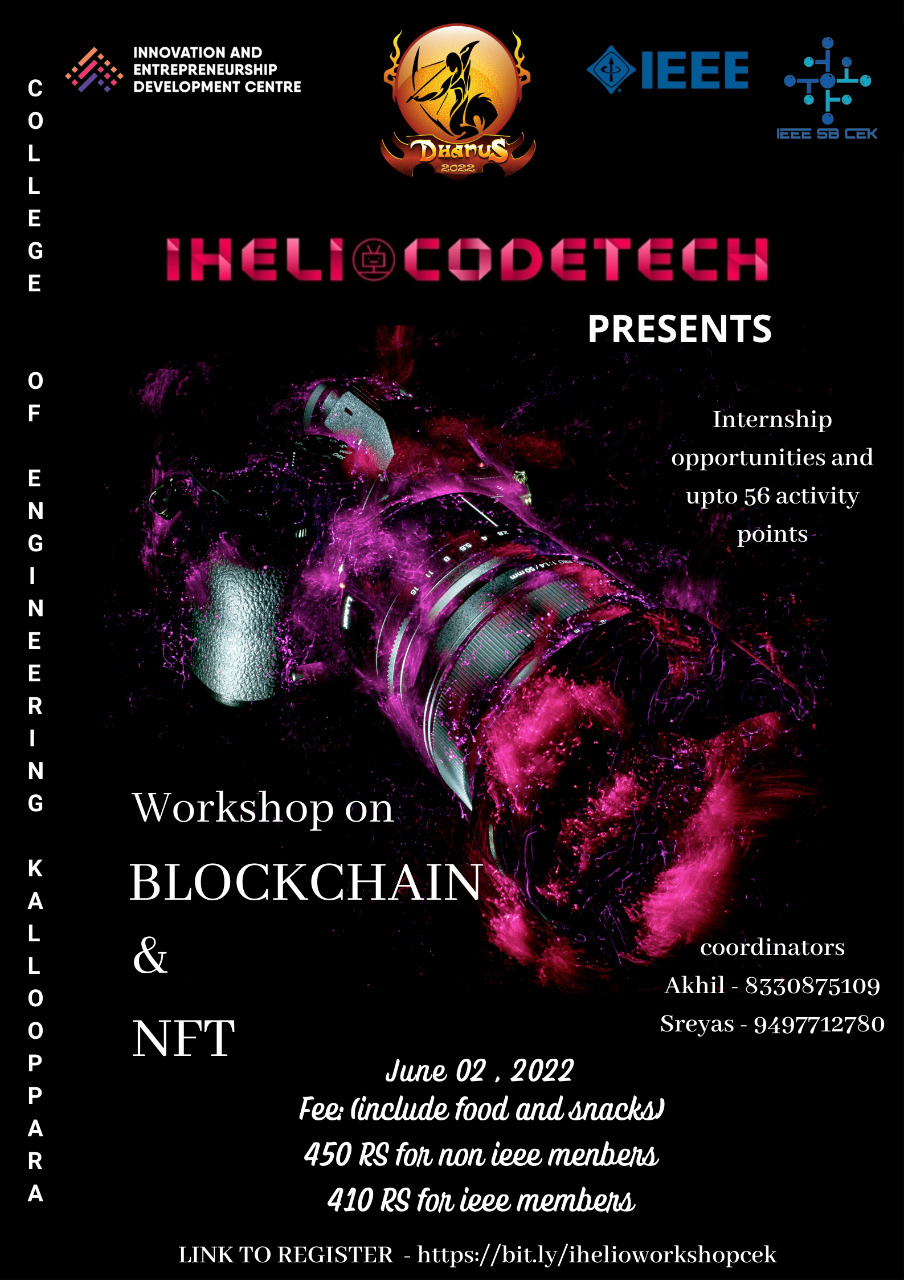 INNOVATION AND
ENTREPRENEURSHIP
DEVELOPMENT CENTRE
DHANUS
2022
IEEE
IEEE SB CEK
COLLEGE OF ENGINEERING KALLOOPPARA
iHELIOCODETECH
PRESENTS
Internship
opportunities and
upto 56 activity
points
Workshop on
BLOCKCHAIN
&
NFT
coordinators
Akhil - 8330875109
Sreyas - 9497712780
June 02 , 2022
Fee: (include food and snacks)
450 RS for non ieee menbers
410 RS for ieee members
LINK TO REGISTER - https://bit.ly/ihelioworkshopcek